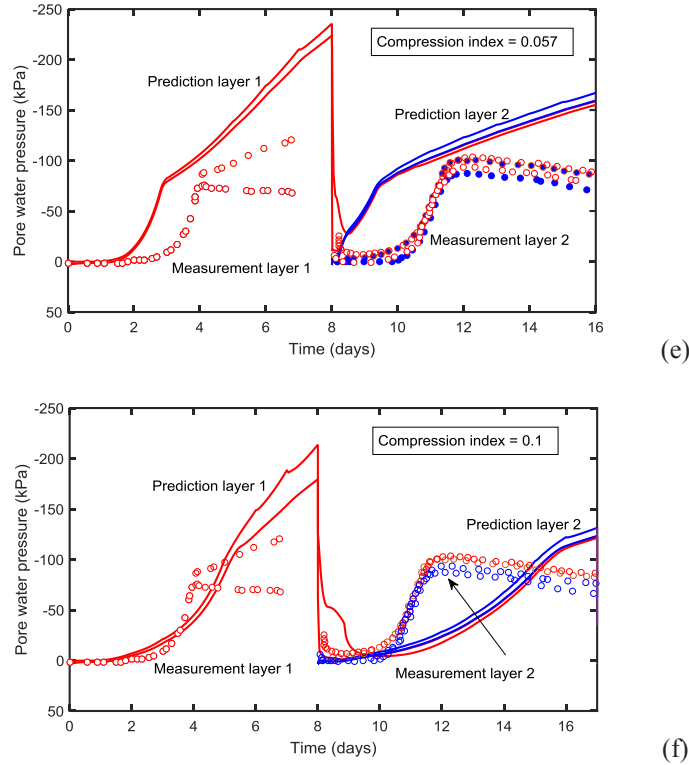 -250
-200
-150
-100
-50
0
50
Pore water pressure (kPa)
Compression index = 0.057
Prediction layer 1
Prediction layer 2
Measurement layer 2
Measurement layer 1
0 2 4 6 8 10 12 14 16
Time (days)
(e)
-250
-200
-150
-100
-50
0
50
Pore water pressure (kPa)
Compression index = 0.1
Prediction layer 1
Prediction layer 2
Measurement layer 1
Measurement layer 2
0 2 4 6 8 10 12 14 16
Time (days)
(f)